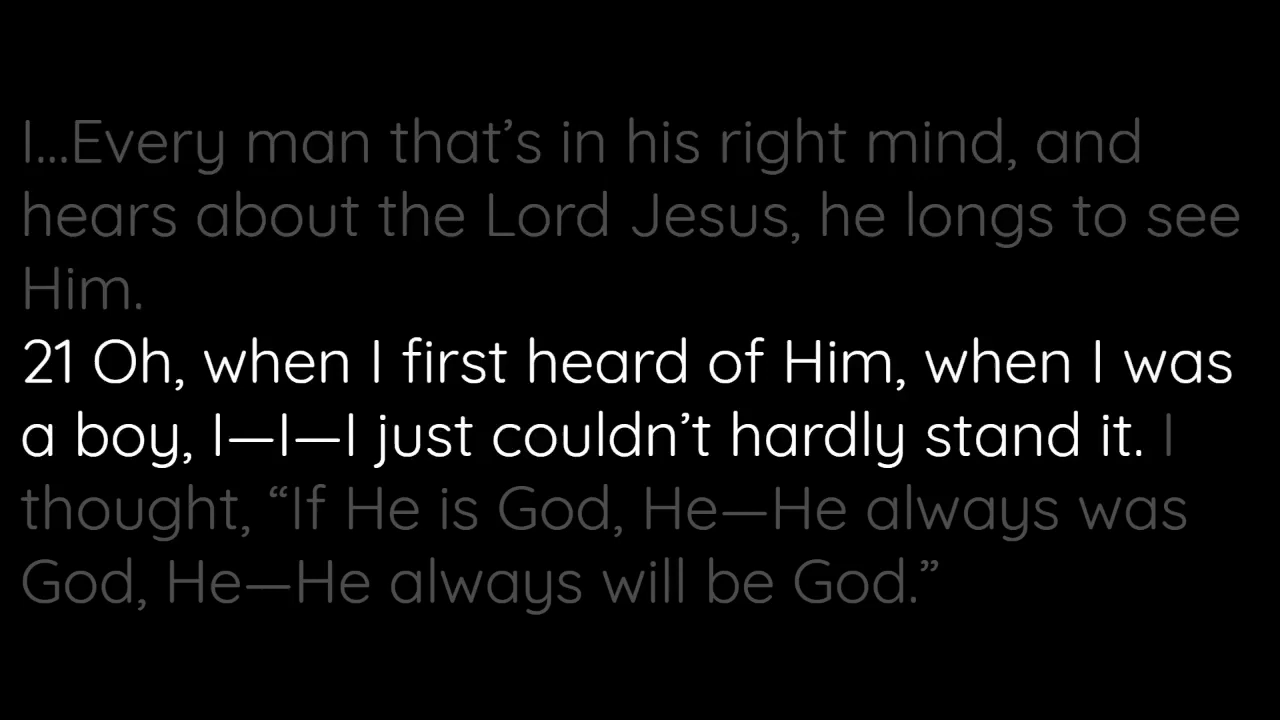 I...Every man that’s in his right mind, and
hears about the Lord Jesus, he longs to see
Him.
21 Oh, when I first heard of Him, when I was
a boy, I—I—I just couldn’t hardly stand it. I
thought, “If He is God, He—He always was
God, He—He always will be God.”